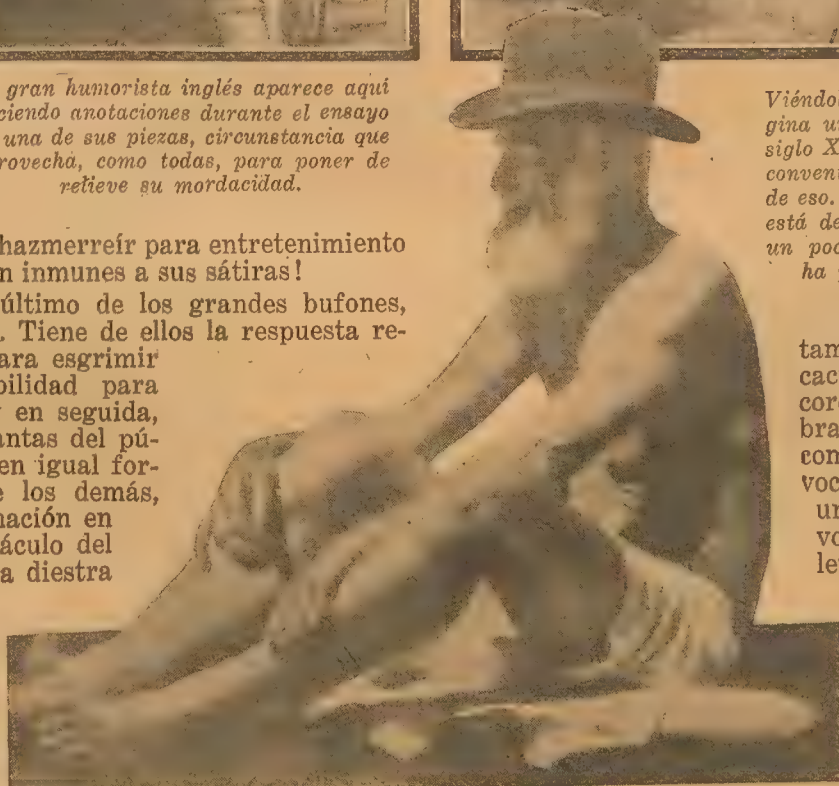 gran humorista inglés aparece aquí
ciendo anotaciones durante el ensayo
una de sus piezas, circunstancia que
rovecha, como todas, para poner de
relieve su mordacidad.
hazmerreír para entretenimiento
n inmunes a sus sátiras!
último de los grandes bufones,
. Tiene de ellos la respuesta re-
ara esgrimir
bilidad para
en seguida,
antas del pú-
en igual for-
e los demás,
nación en
áculo del
a diestra
Viéndo
gina un
siglo X
conven
de eso.
está de
un poc
ha
tam
cac
cor
bra
com
voc
un
vo
le